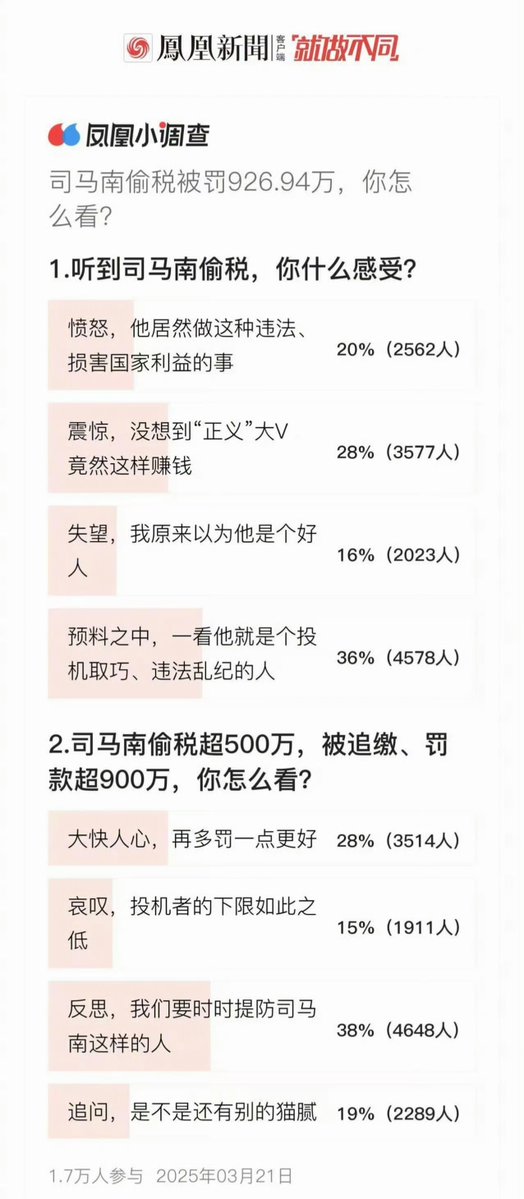 鳳凰新聞 客户端 就做不同
凤凰小调查
司马南偷税被罚926.94万，你怎
么看？
1.听到司马南偷税，你什么感受？
愤怒，他居然做这种违法、
损害国家利益的事
20%（2562人）
震惊，没想到“正义”大V
竟然这样赚钱
28%（3577人）
失望，我原来以为他是个好
人
16%（2023人）
预料之中，一看他就是个投
机取巧、违法乱纪的人
36%（4578人）
2.司马南偷税超500万，被追缴、罚
款超900万，你怎么看？
大快人心，再多罚一点更好
28%（3514人）
哀叹，投机者的下限如此之
低
15%（1911人）
反思，我们要时时提防司马
南这样的人
38%（4648人）
追问，是不是还有别的猫腻
19%（2289人）
1.7万人参与 2025年03月21日